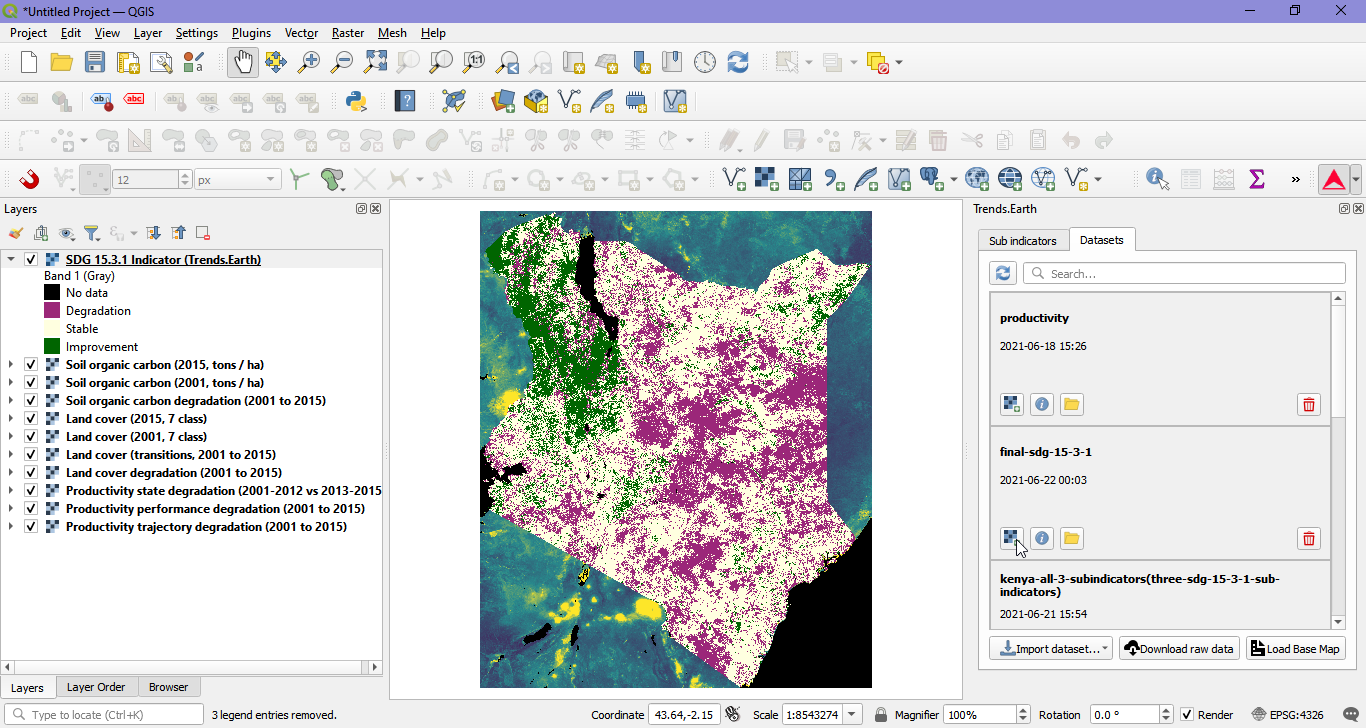 *Untitled Project — QGIS
Project Edit View Layer Settings Plugins Vector Raster Mesh Help
12 px
Layers
SDG 15.3.1 Indicator (Trends.Earth)
Band 1 (Gray)
No data
Degradation
Stable
Improvement
Soil organic carbon (2015, tons / ha)
Soil organic carbon (2001, tons / ha)
Soil organic carbon degradation (2001 to 2015)
Land cover (2015, 7 class)
Land cover (2001, 7 class)
Land cover (transitions, 2001 to 2015)
Land cover degradation (2001 to 2015)
Productivity state degradation (2001-2012 vs 2013-2015
Productivity performance degradation (2001 to 2015)
Productivity trajectory degradation (2001 to 2015)
Layers Layer Order Browser
Trends.Earth
Sub indicators Datasets
Search...
productivity
2021-06-18 15:26
final-sdg-15-3-1
2021-06-22 00:03
kenya-all-3-subindicators(three-sdg-15-3-1-sub-
indicators)
2021-06-21 15:54
Import dataset... Download raw data Load Base Map
Type to locate (Ctrl+K) 3 legend entries removed. Coordinate 43.64,-2.15 Scale 1:8543274 Magnifier 100% Rotation 0.0 ° Render EPSG:4326